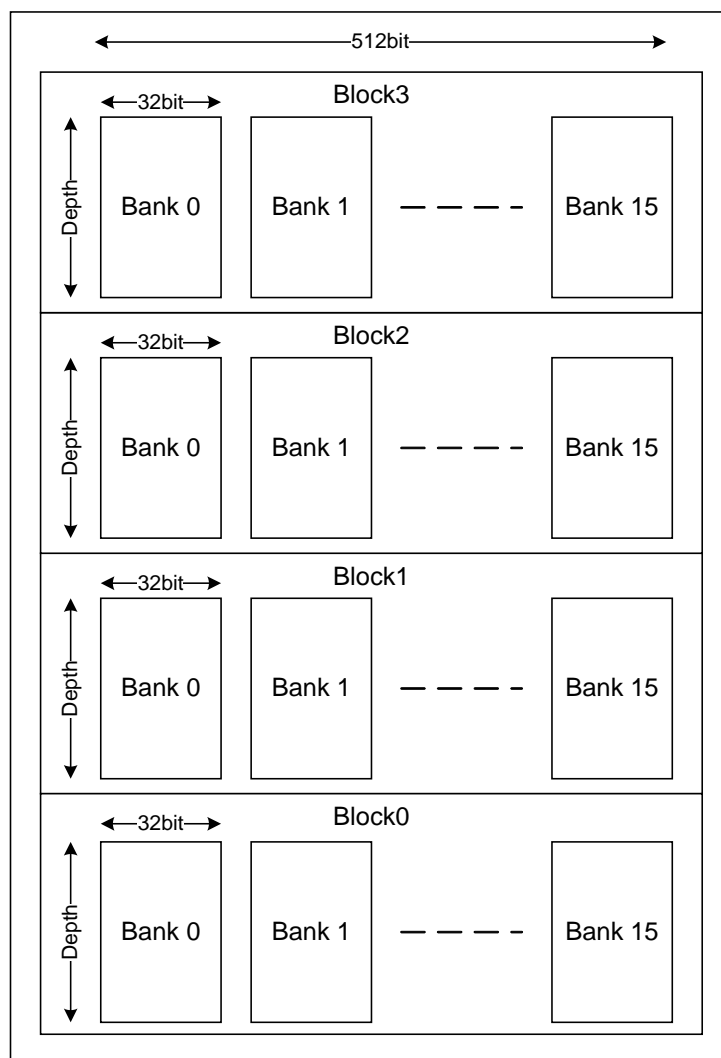 512bit
Block3
32bit
Depth
Bank 0
Bank 1
Bank 15
Block2
32bit
Depth
Bank 0
Bank 1
Bank 15
Block1
32bit
Depth
Bank 0
Bank 1
Bank 15
Block0
32bit
Depth
Bank 0
Bank 1
Bank 15